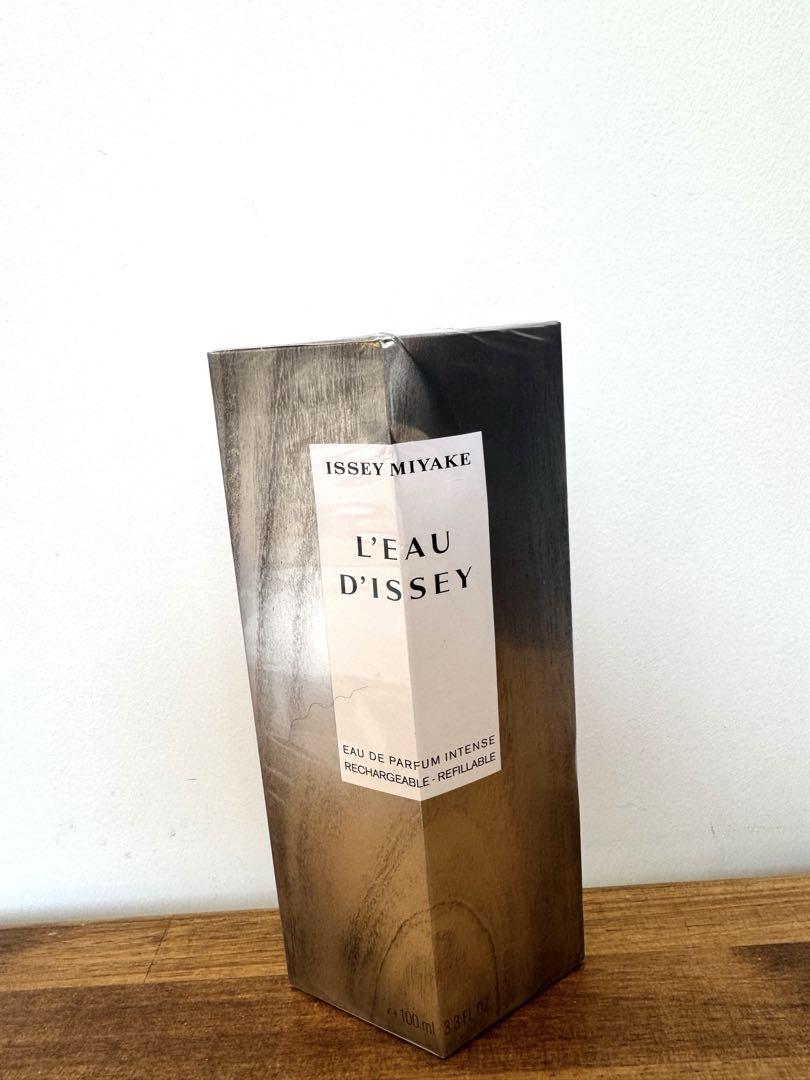 ISSEY MIYAKE
L'EAU
D'ISSEY
EAU DE PARFUM INTENSE
RECHARGEABLE - REFILLABLE
℮ 100 ml 3.3 FL.OZ.